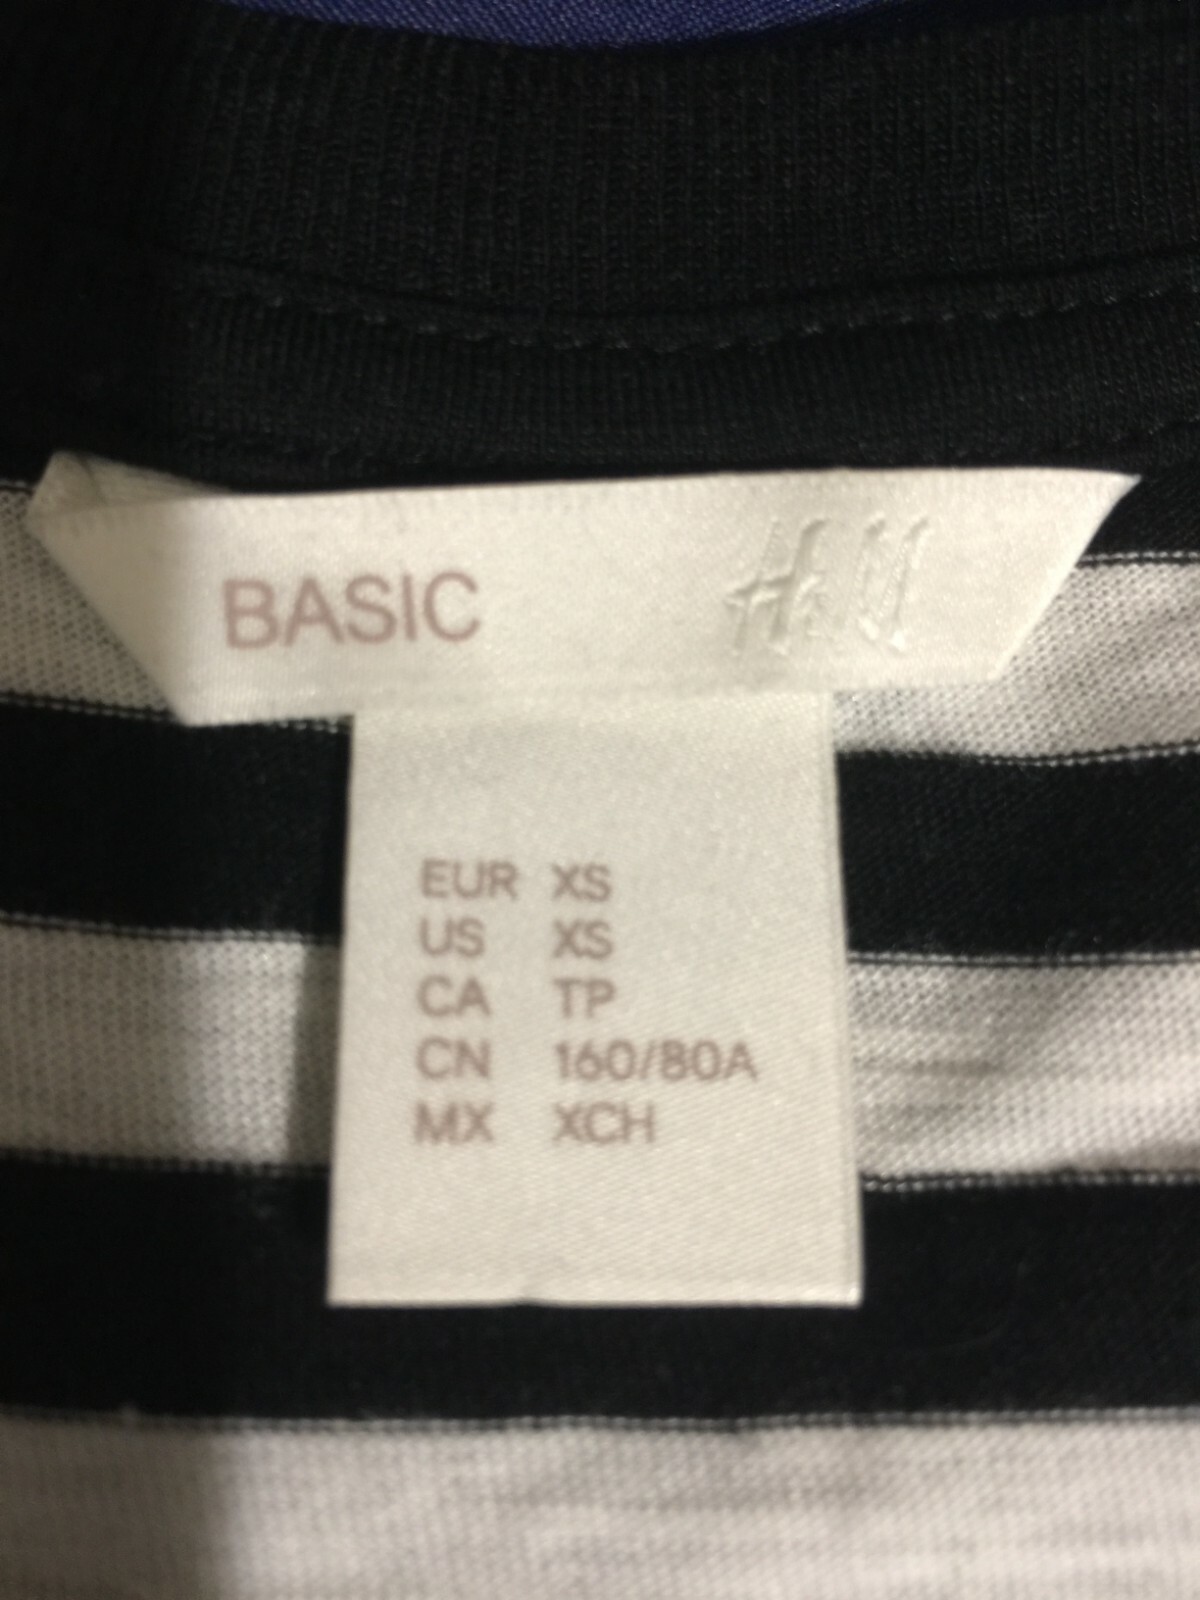 BASIC H&M
EUR XS
US XS
CA TP
CN 160/80A
MX XCH